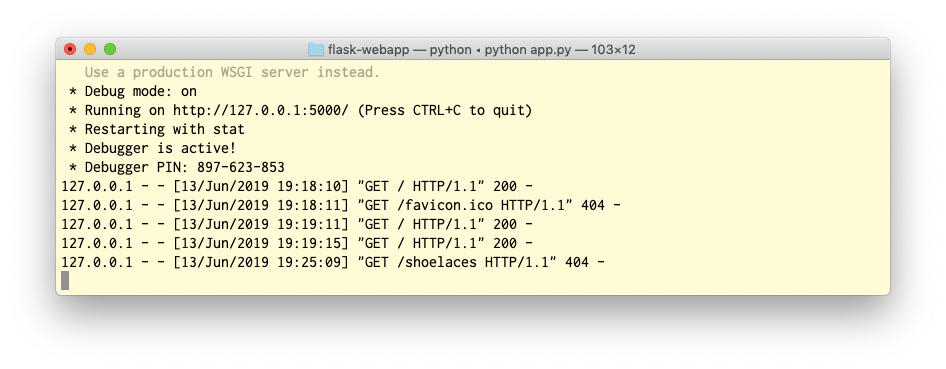 flask-webapp — python ◂ python app.py — 103×12
Use a production WSGI server instead.
* Debug mode: on
* Running on http://127.0.0.1:5000/ (Press CTRL+C to quit)
* Restarting with stat
* Debugger is active!
* Debugger PIN: 897-623-853
127.0.0.1 - - [13/Jun/2019 19:18:10] "GET / HTTP/1.1" 200 -
127.0.0.1 - - [13/Jun/2019 19:18:11] "GET /favicon.ico HTTP/1.1" 404 -
127.0.0.1 - - [13/Jun/2019 19:19:11] "GET / HTTP/1.1" 200 -
127.0.0.1 - - [13/Jun/2019 19:19:15] "GET / HTTP/1.1" 200 -
127.0.0.1 - - [13/Jun/2019 19:25:09] "GET /shoelaces HTTP/1.1" 404 -